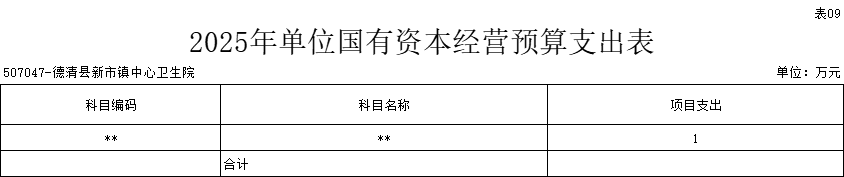 表09
2025年单位国有资本经营预算支出表
507047-德清县新市镇中心卫生院 单位：万元
科目编码 科目名称 项目支出
** ** 1
合计